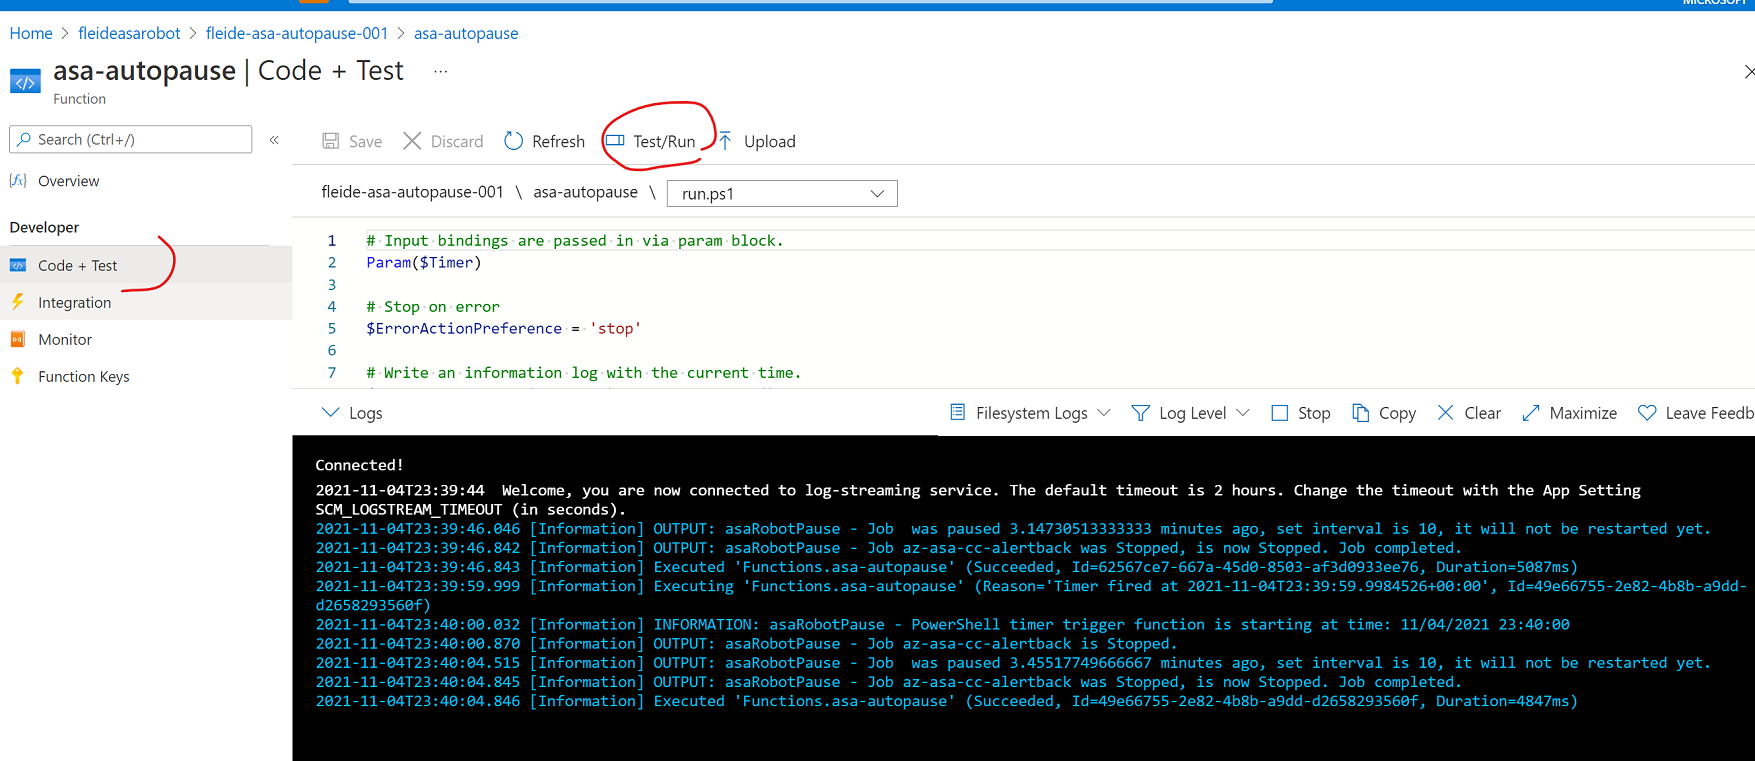 MICROSOFT
Home > fleideasarobot > fleide-asa-autopause-001 > asa-autopause
asa-autopause | Code + Test ...
Function
Search (Ctrl+/)
«
Save Discard Refresh Test/Run Upload
Overview
Developer
Code + Test
Integration
Monitor
Function Keys
fleide-asa-autopause-001 \ asa-autopause \ run.ps1
1 # Input bindings are passed in via param block.
2 Param($Timer)
3
4 # Stop on error
5 $ErrorActionPreference = 'stop'
6
7 # Write an information log with the current time.
Logs
Filesystem Logs Log Level Stop Copy Clear Maximize Leave Feedb
Connected!
2021-11-04T23:39:44  Welcome, you are now connected to log-streaming service. The default timeout is 2 hours. Change the timeout with the App Setting
SCM_LOGSTREAM_TIMEOUT (in seconds).
2021-11-04T23:39:46.046 [Information] OUTPUT: asaRobotPause - Job  was paused 3.14730513333333 minutes ago, set interval is 10, it will not be restarted yet.
2021-11-04T23:39:46.842 [Information] OUTPUT: asaRobotPause - Job az-asa-cc-alertback was Stopped, is now Stopped. Job completed.
2021-11-04T23:39:46.843 [Information] Executed 'Functions.asa-autopause' (Succeeded, Id=62567ce7-667a-45d0-8503-af3d0933ee76, Duration=5087ms)
2021-11-04T23:39:59.999 [Information] Executing 'Functions.asa-autopause' (Reason='Timer fired at 2021-11-04T23:39:59.9984526+00:00', Id=49e66755-2e82-4b8b-a9dd-
d2658293560f)
2021-11-04T23:40:00.032 [Information] INFORMATION: asaRobotPause - PowerShell timer trigger function is starting at time: 11/04/2021 23:40:00
2021-11-04T23:40:00.870 [Information] OUTPUT: asaRobotPause - Job az-asa-cc-alertback is Stopped.
2021-11-04T23:40:04.515 [Information] OUTPUT: asaRobotPause - Job  was paused 3.45517749666667 minutes ago, set interval is 10, it will not be restarted yet.
2021-11-04T23:40:04.845 [Information] OUTPUT: asaRobotPause - Job az-asa-cc-alertback was Stopped, is now Stopped. Job completed.
2021-11-04T23:40:04.846 [Information] Executed 'Functions.asa-autopause' (Succeeded, Id=49e66755-2e82-4b8b-a9dd-d2658293560f, Duration=4847ms)